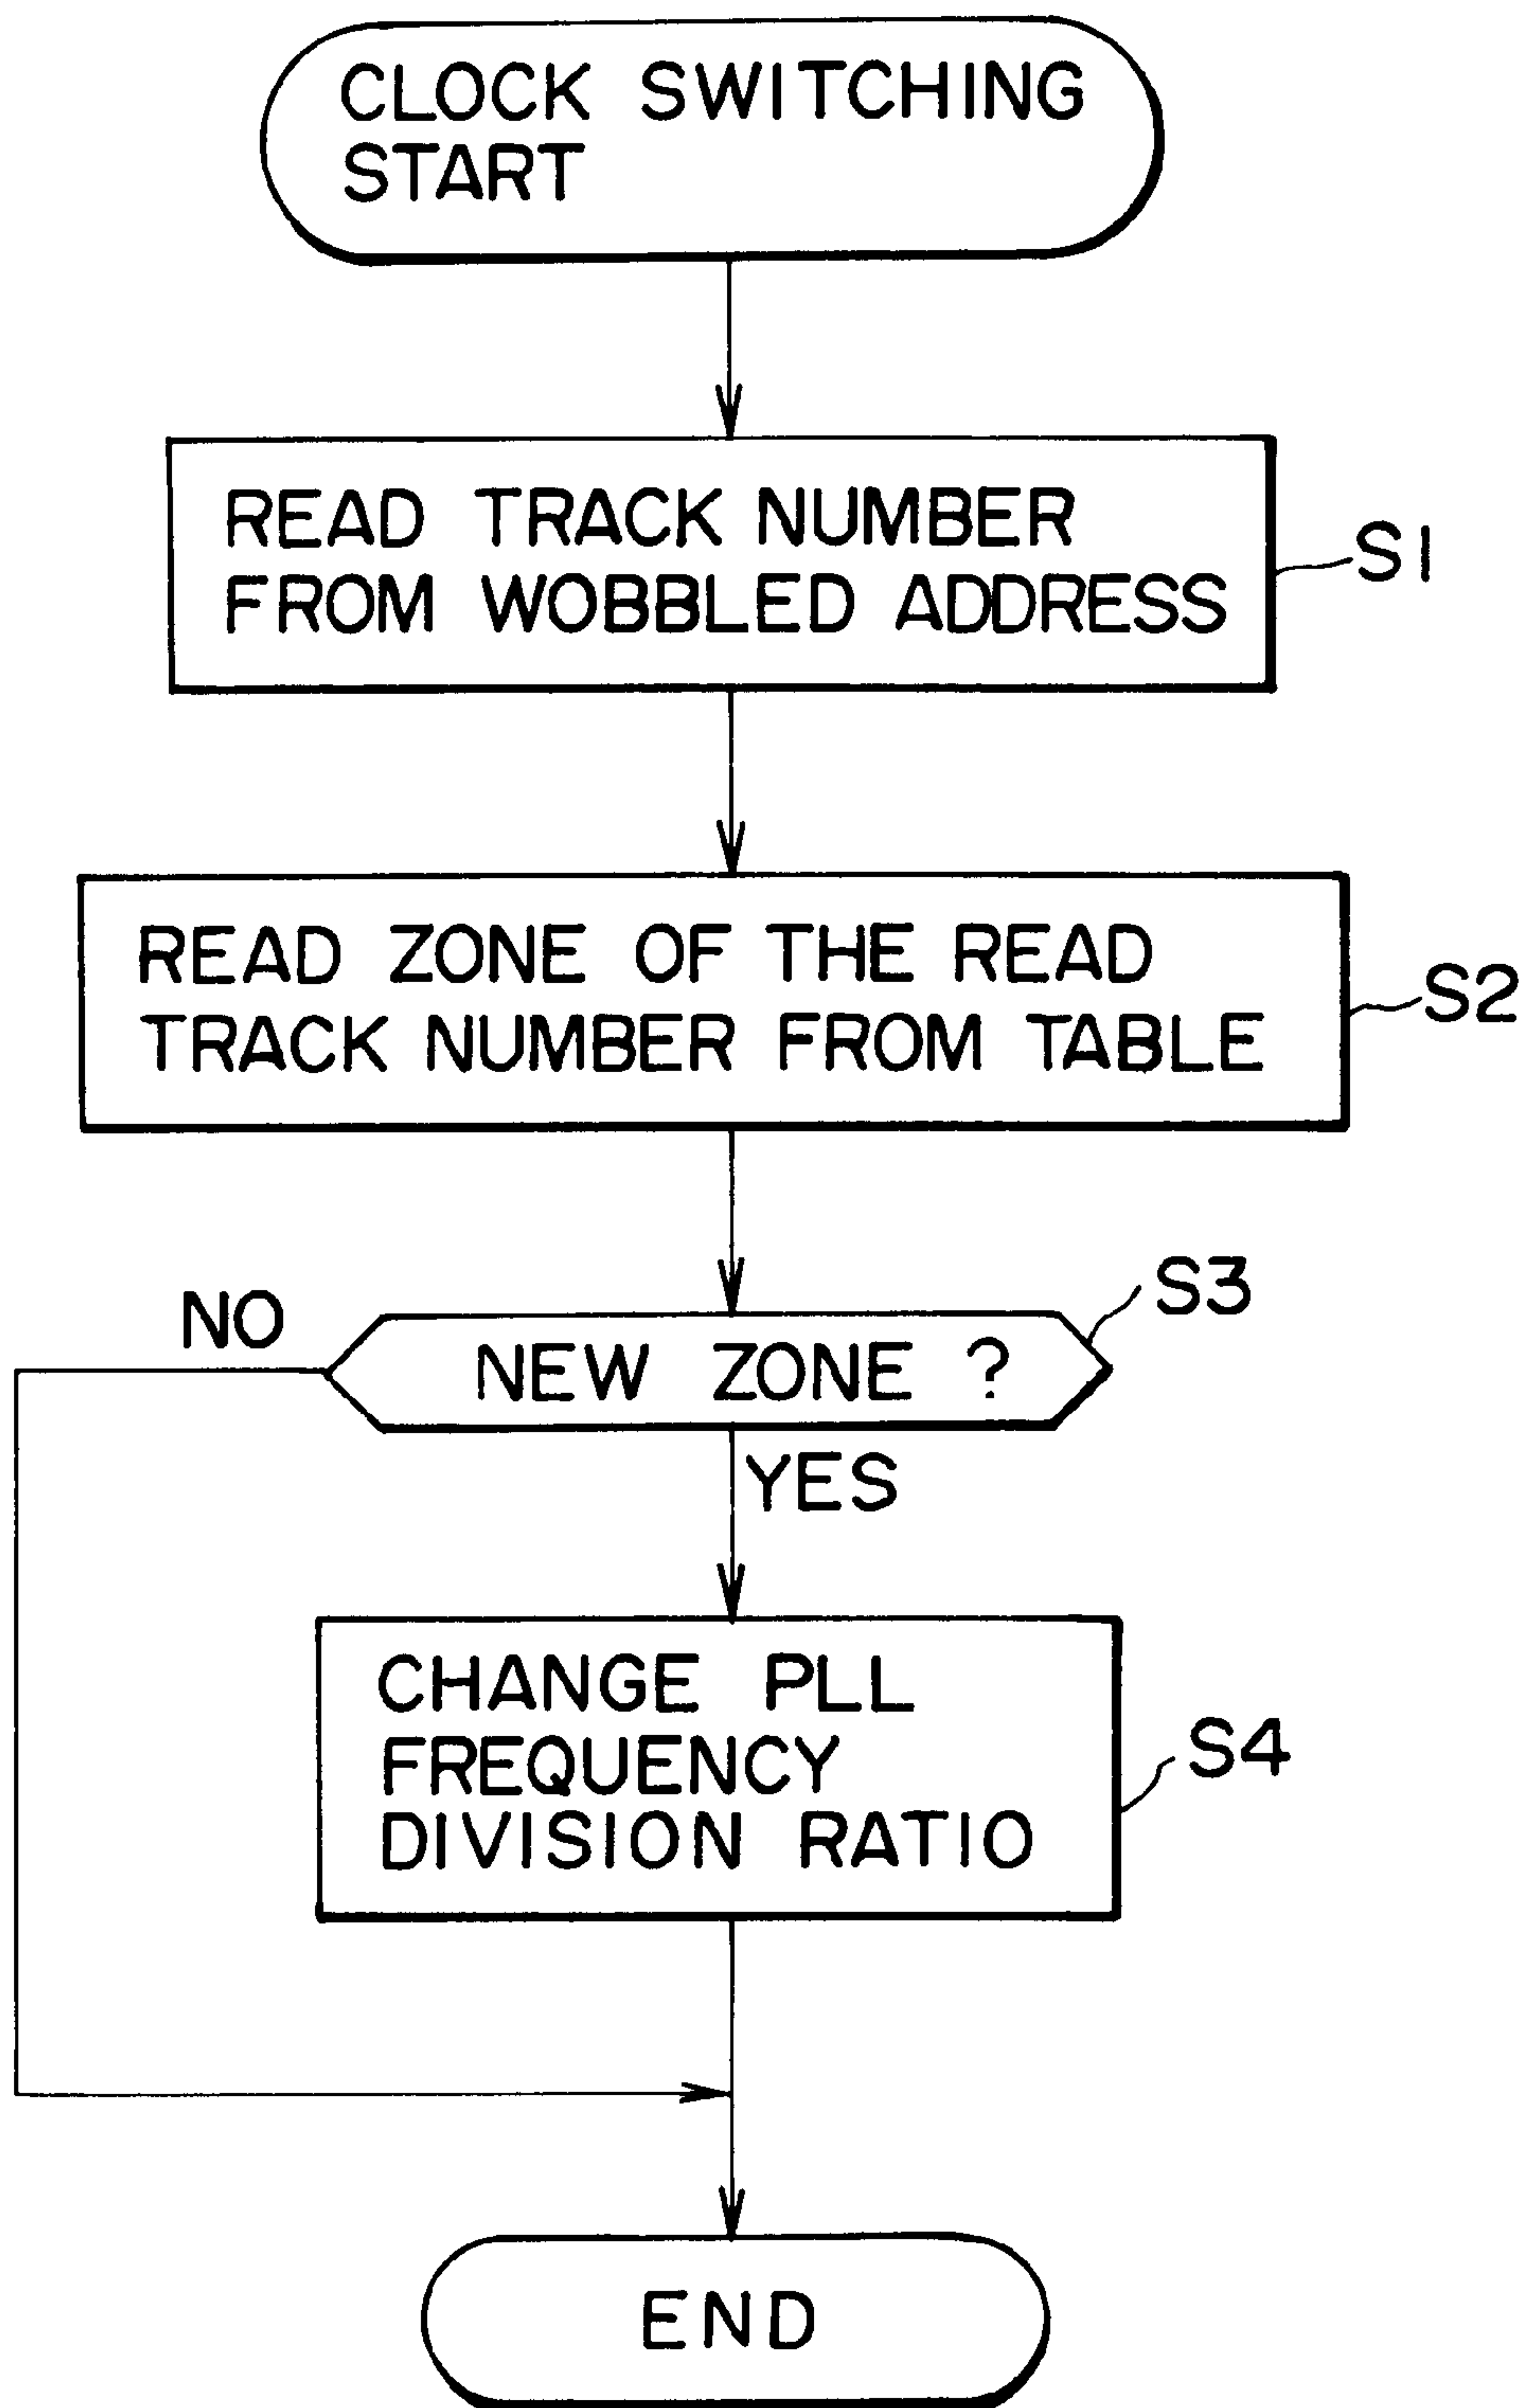 CLOCK SWITCHING
START
READ TRACK NUMBER
FROM WOBBLED ADDRESS
S1
READ ZONE OF THE READ
TRACK NUMBER FROM TABLE
S2
S3
NO
NEW ZONE ?
YES
CHANGE PLL
FREQUENCY
DIVISION RATIO
S4
END